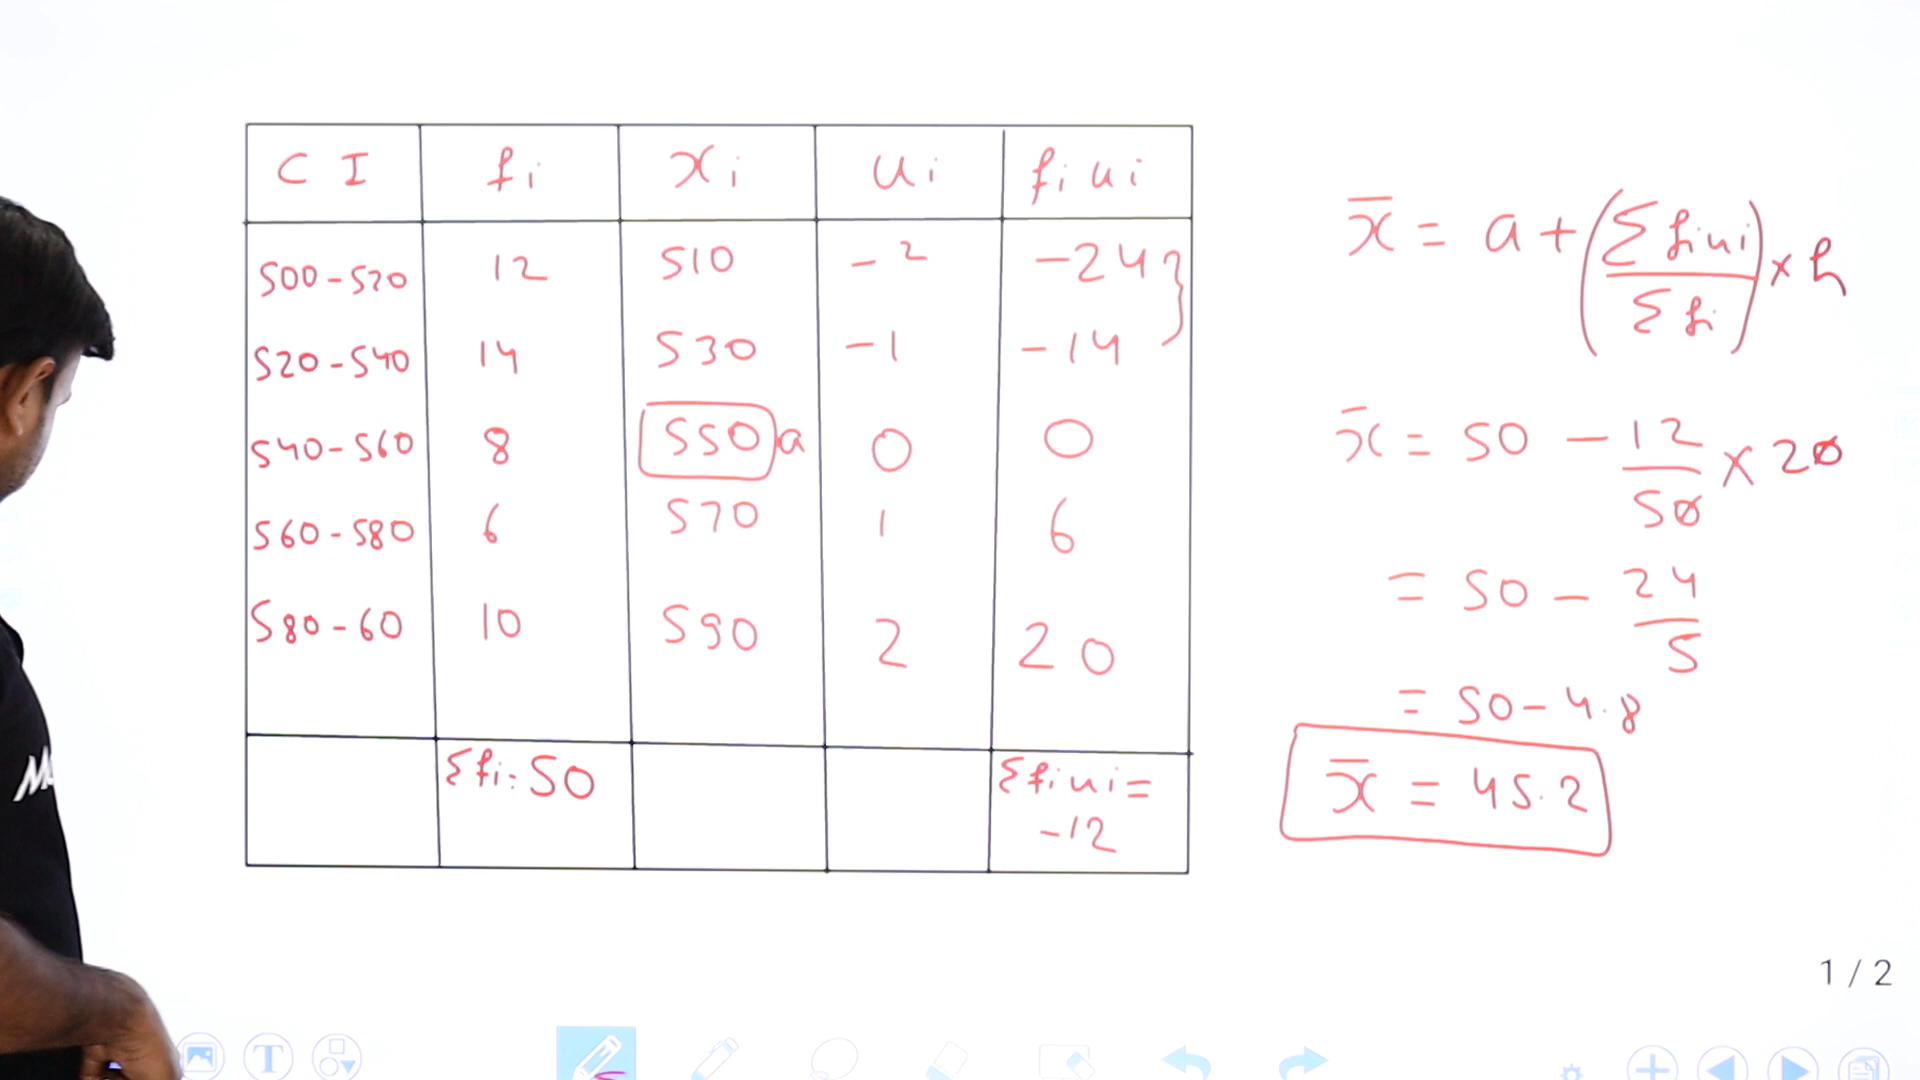 CI fi xi ui fiui
500-520 12 510 -2 -24
520-540 14 530 -1 -14
540-560 8 550 a 0 0
560-580 6 570 1 6
580-60 10 590 2 20
Σfi: 50 Σfiui = -12
x̄ = a + (Σfiui / Σfi) × h
x̄ = 50 - 12/50 × 20
= 50 - 24/5
= 50 - 4.8
x̄ = 45.2
1 / 2
T